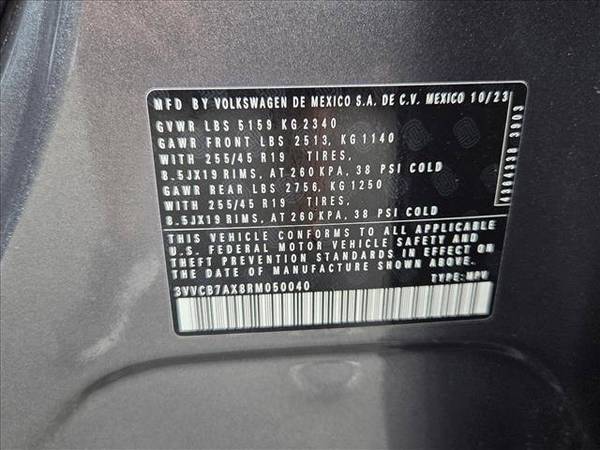 MFD BY VOLKSWAGEN DE MEXICO S.A. DE C.V. MEXICO 10/23
GVWR LBS 5159 KG 2340
GAWR FRONT LBS 2513, KG 1140
WITH 255/45 R19 TIRES,
8.5JX19 RIMS, AT 260 KPA, 38 PSI COLD
GAWR REAR LBS 2756, KG 1250
WITH 255/45 R19 TIRES,
8.5JX19 RIMS, AT 260 KPA, 38 PSI COLD
THIS VEHICLE CONFORMS TO ALL APPLICABLE
U.S. FEDERAL MOTOR VEHICLE SAFETY AND
THEFT PREVENTION STANDARDS IN EFFECT ON
THE DATE OF MANUFACTURE SHOWN ABOVE.
3VVCB7AX8RM050040 TYPE: MPV